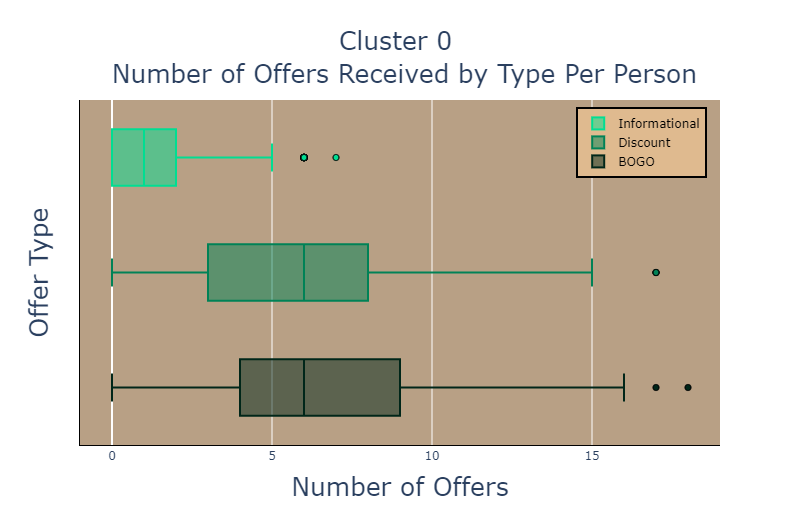 Cluster 0
Number of Offers Received by Type Per Person
Informational
Discount
BOGO
Offer Type
0 5 10 15
Number of Offers